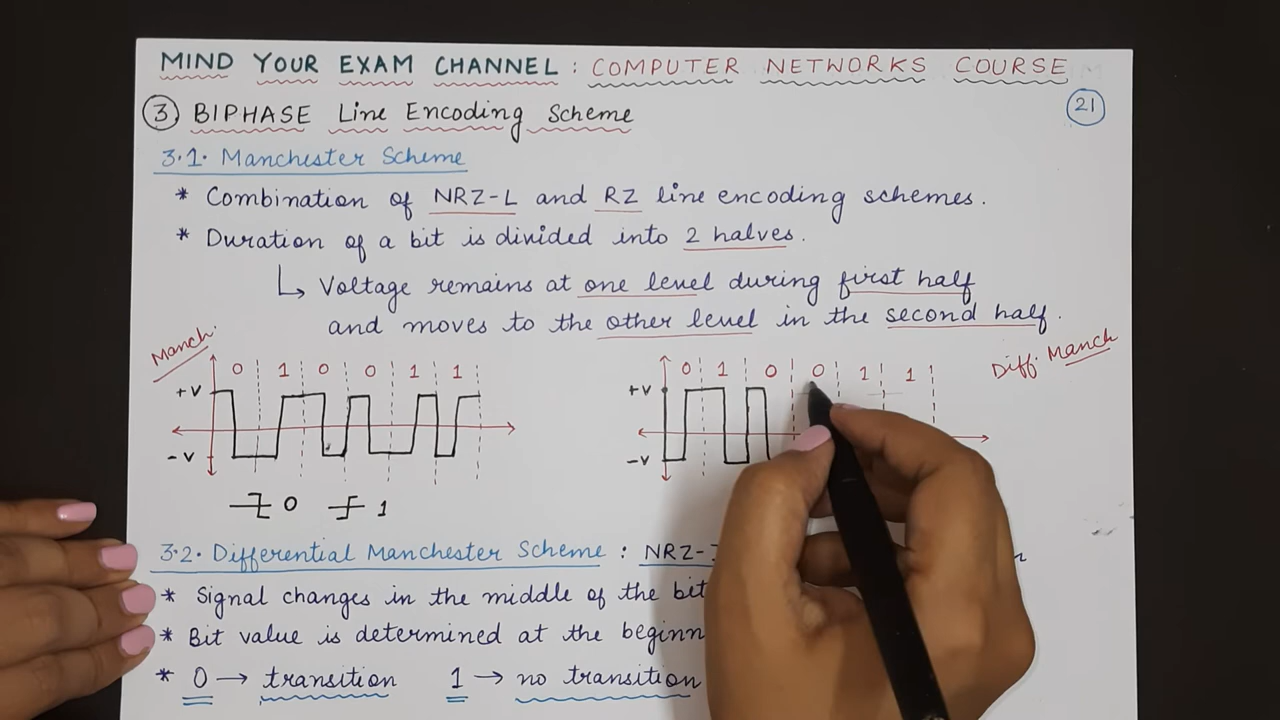 MIND YOUR EXAM CHANNEL : COMPUTER NETWORKS COURSE
③ BIPHASE Line Encoding Scheme
21
3.1. Manchester Scheme
* Combination of NRZ-L and RZ line encoding schemes.
* Duration of a bit is divided into 2 halves.
↳ Voltage remains at one level during first half
and moves to the other level in the second half.
Manch.
0 1 0 0 1 1
+V
-V
0 1
Diff. Manch
0 1 0 0 1 1
+V
-V
3.2. Differential Manchester Scheme : NRZ-
* Signal changes in the middle of the bit
* Bit value is determined at the beginn
* 0 → transition 1 → no transition